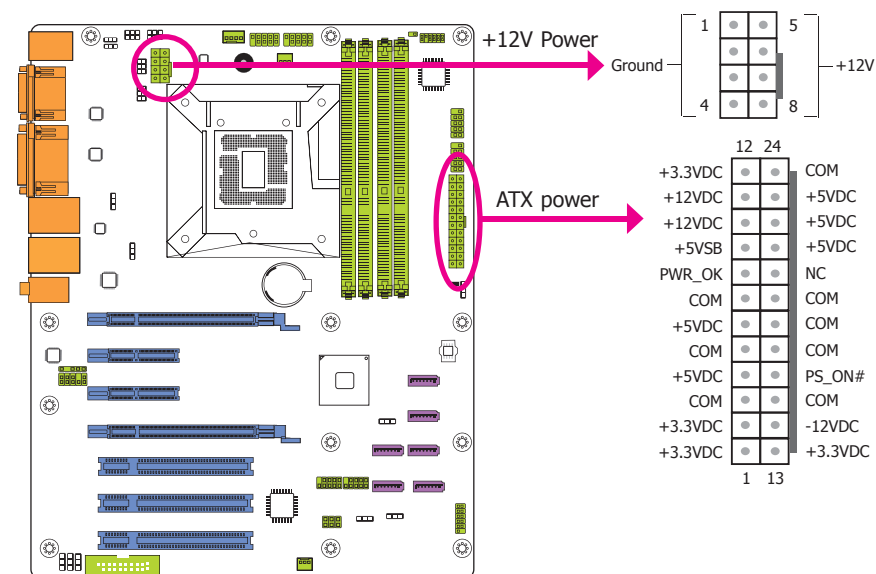 +12V Power
1 5
Ground +12V
4 8
ATX power
12 24
+3.3VDC COM
+12VDC +5VDC
+12VDC +5VDC
+5VSB +5VDC
PWR_OK NC
COM COM
+5VDC COM
COM COM
+5VDC PS_ON#
COM COM
+3.3VDC -12VDC
+3.3VDC +3.3VDC
1 13